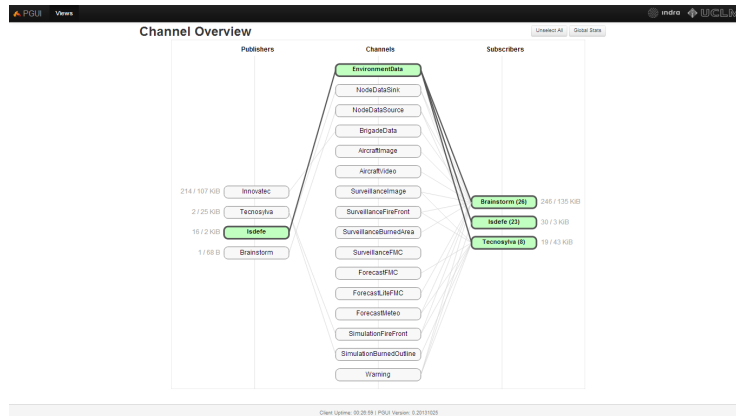 PGUI Views
indra UCLM
Channel Overview
Unselect All Global Stats
Publishers Channels Subscribers
EnvironmentData
NodeDataSink
NodeDataSource
BrigadeData
AircraftImage
AircraftVideo
214 / 107 KiB Innovatec SurveillanceImage
Brainstorm (26) 246 / 135 KiB
2 / 25 KiB Tecnosylva SurveillanceFireFront
Isdefe (23) 30 / 3 KiB
16 / 2 KiB Isdefe SurveillanceBurnedArea
Tecnosylva (8) 19 / 43 KiB
1 / 68 B Brainstorm SurveillanceFMC
ForecastFMC
ForecastLiteFMC
ForecastMeteo
SimulationFireFront
SimulationBurnedOutline
Warning
Client Uptime: 00:26:59 | PGUI Version: 0.20131025